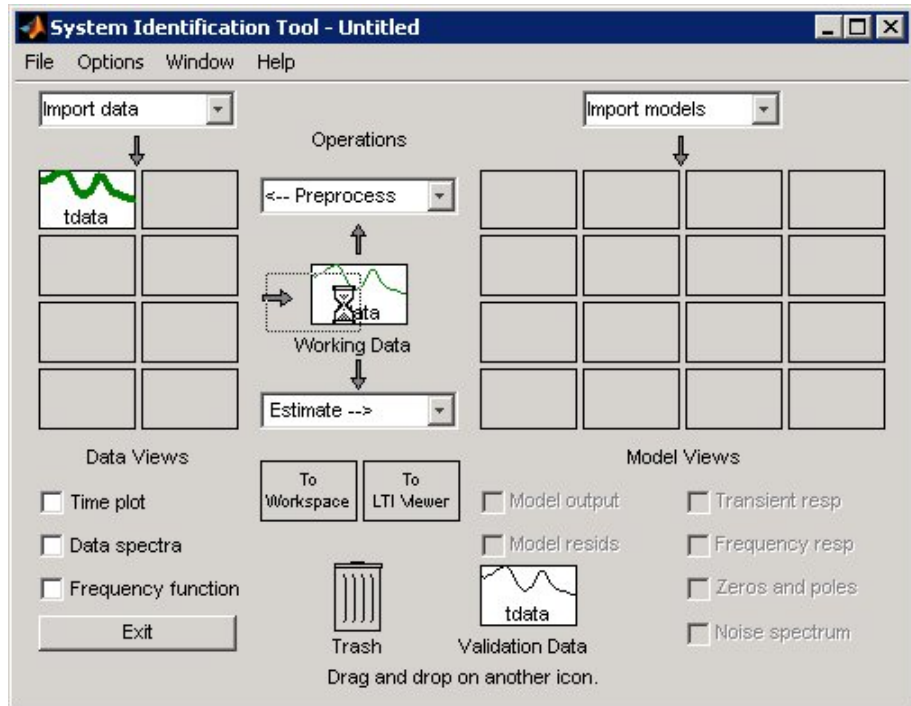 System Identification Tool - Untitled
File Options Window Help
Import data
Import models
Operations
<-- Preprocess
tdata
ata
Working Data
Estimate -->
Data Views
Model Views
To Workspace
To LTI Viewer
Time plot
Data spectra
Frequency function
Exit
Model output
Model resids
Transient resp
Frequency resp
Zeros and poles
Noise spectrum
Trash
tdata
Validation Data
Drag and drop on another icon.